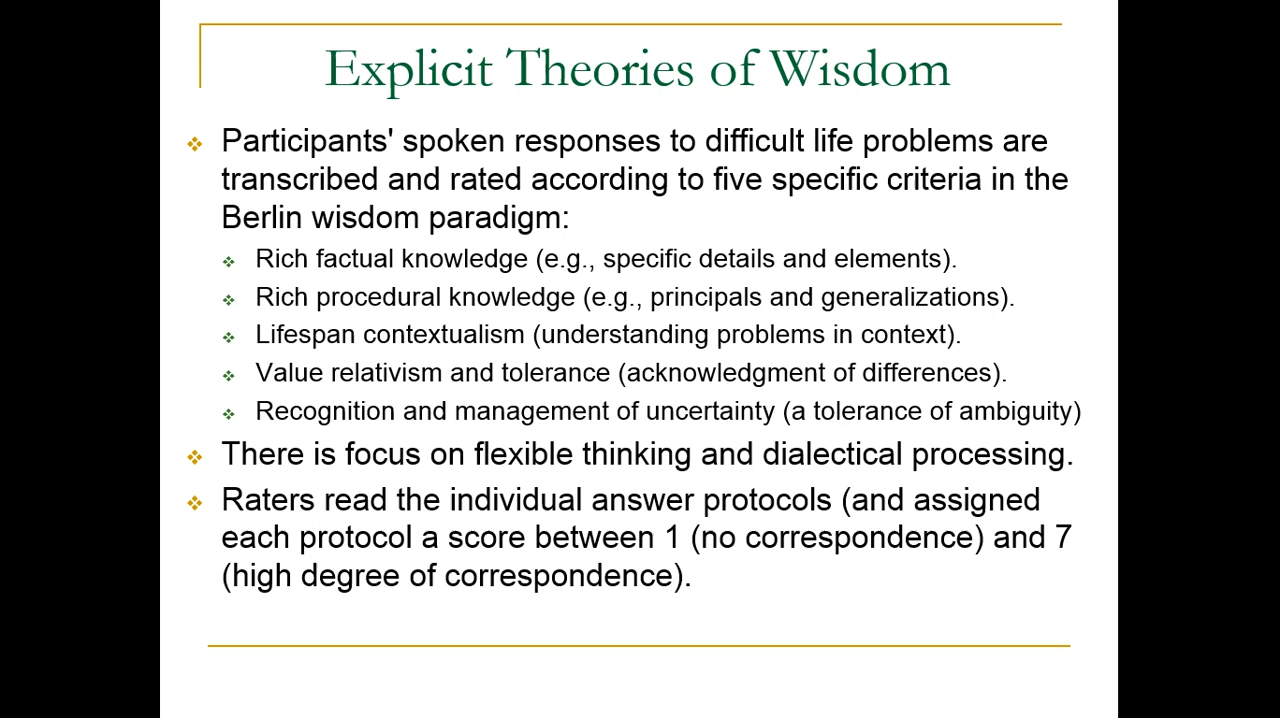 Explicit Theories of Wisdom
Participants' spoken responses to difficult life problems are
transcribed and rated according to five specific criteria in the
Berlin wisdom paradigm:
Rich factual knowledge (e.g., specific details and elements).
Rich procedural knowledge (e.g., principals and generalizations).
Lifespan contextualism (understanding problems in context).
Value relativism and tolerance (acknowledgment of differences).
Recognition and management of uncertainty (a tolerance of ambiguity)
There is focus on flexible thinking and dialectical processing.
Raters read the individual answer protocols (and assigned
each protocol a score between 1 (no correspondence) and 7
(high degree of correspondence).